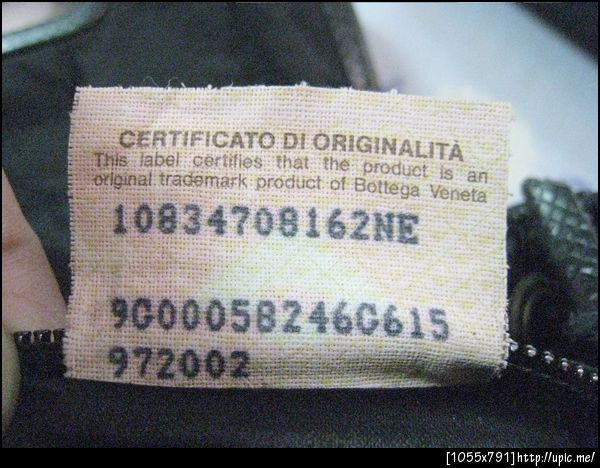 CERTIFICATO DI ORIGINALITÀ
This label certifies that the product is an
original trademark product of Bottega Veneta
10834708162NE
9G00058246G615
972002
[1055x791]http://upic.me/